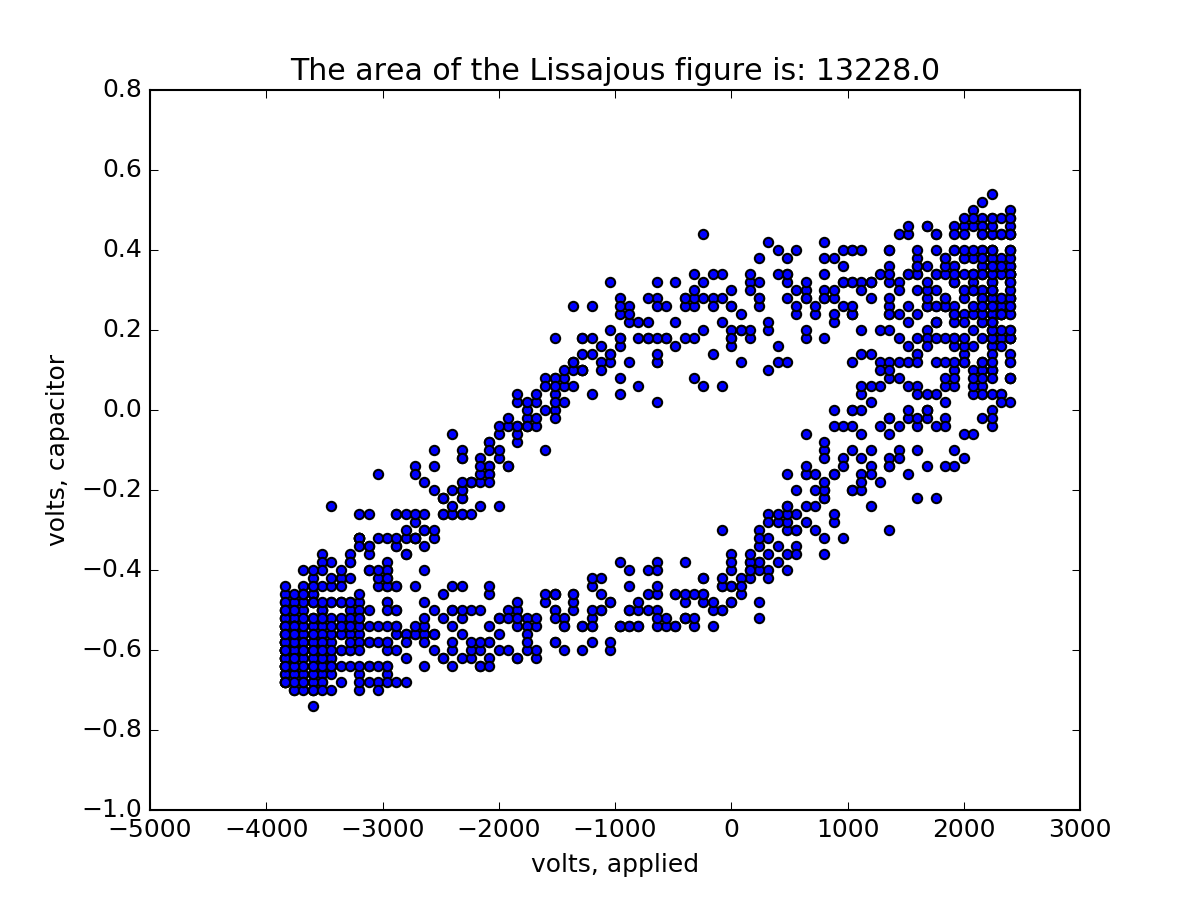 The area of the Lissajous figure is: 13228.0
0.8
0.6
0.4
0.2
0.0
−0.2
−0.4
−0.6
−0.8
−1.0
volts, capacitor
−5000 −4000 −3000 −2000 −1000 0 1000 2000 3000
volts, applied